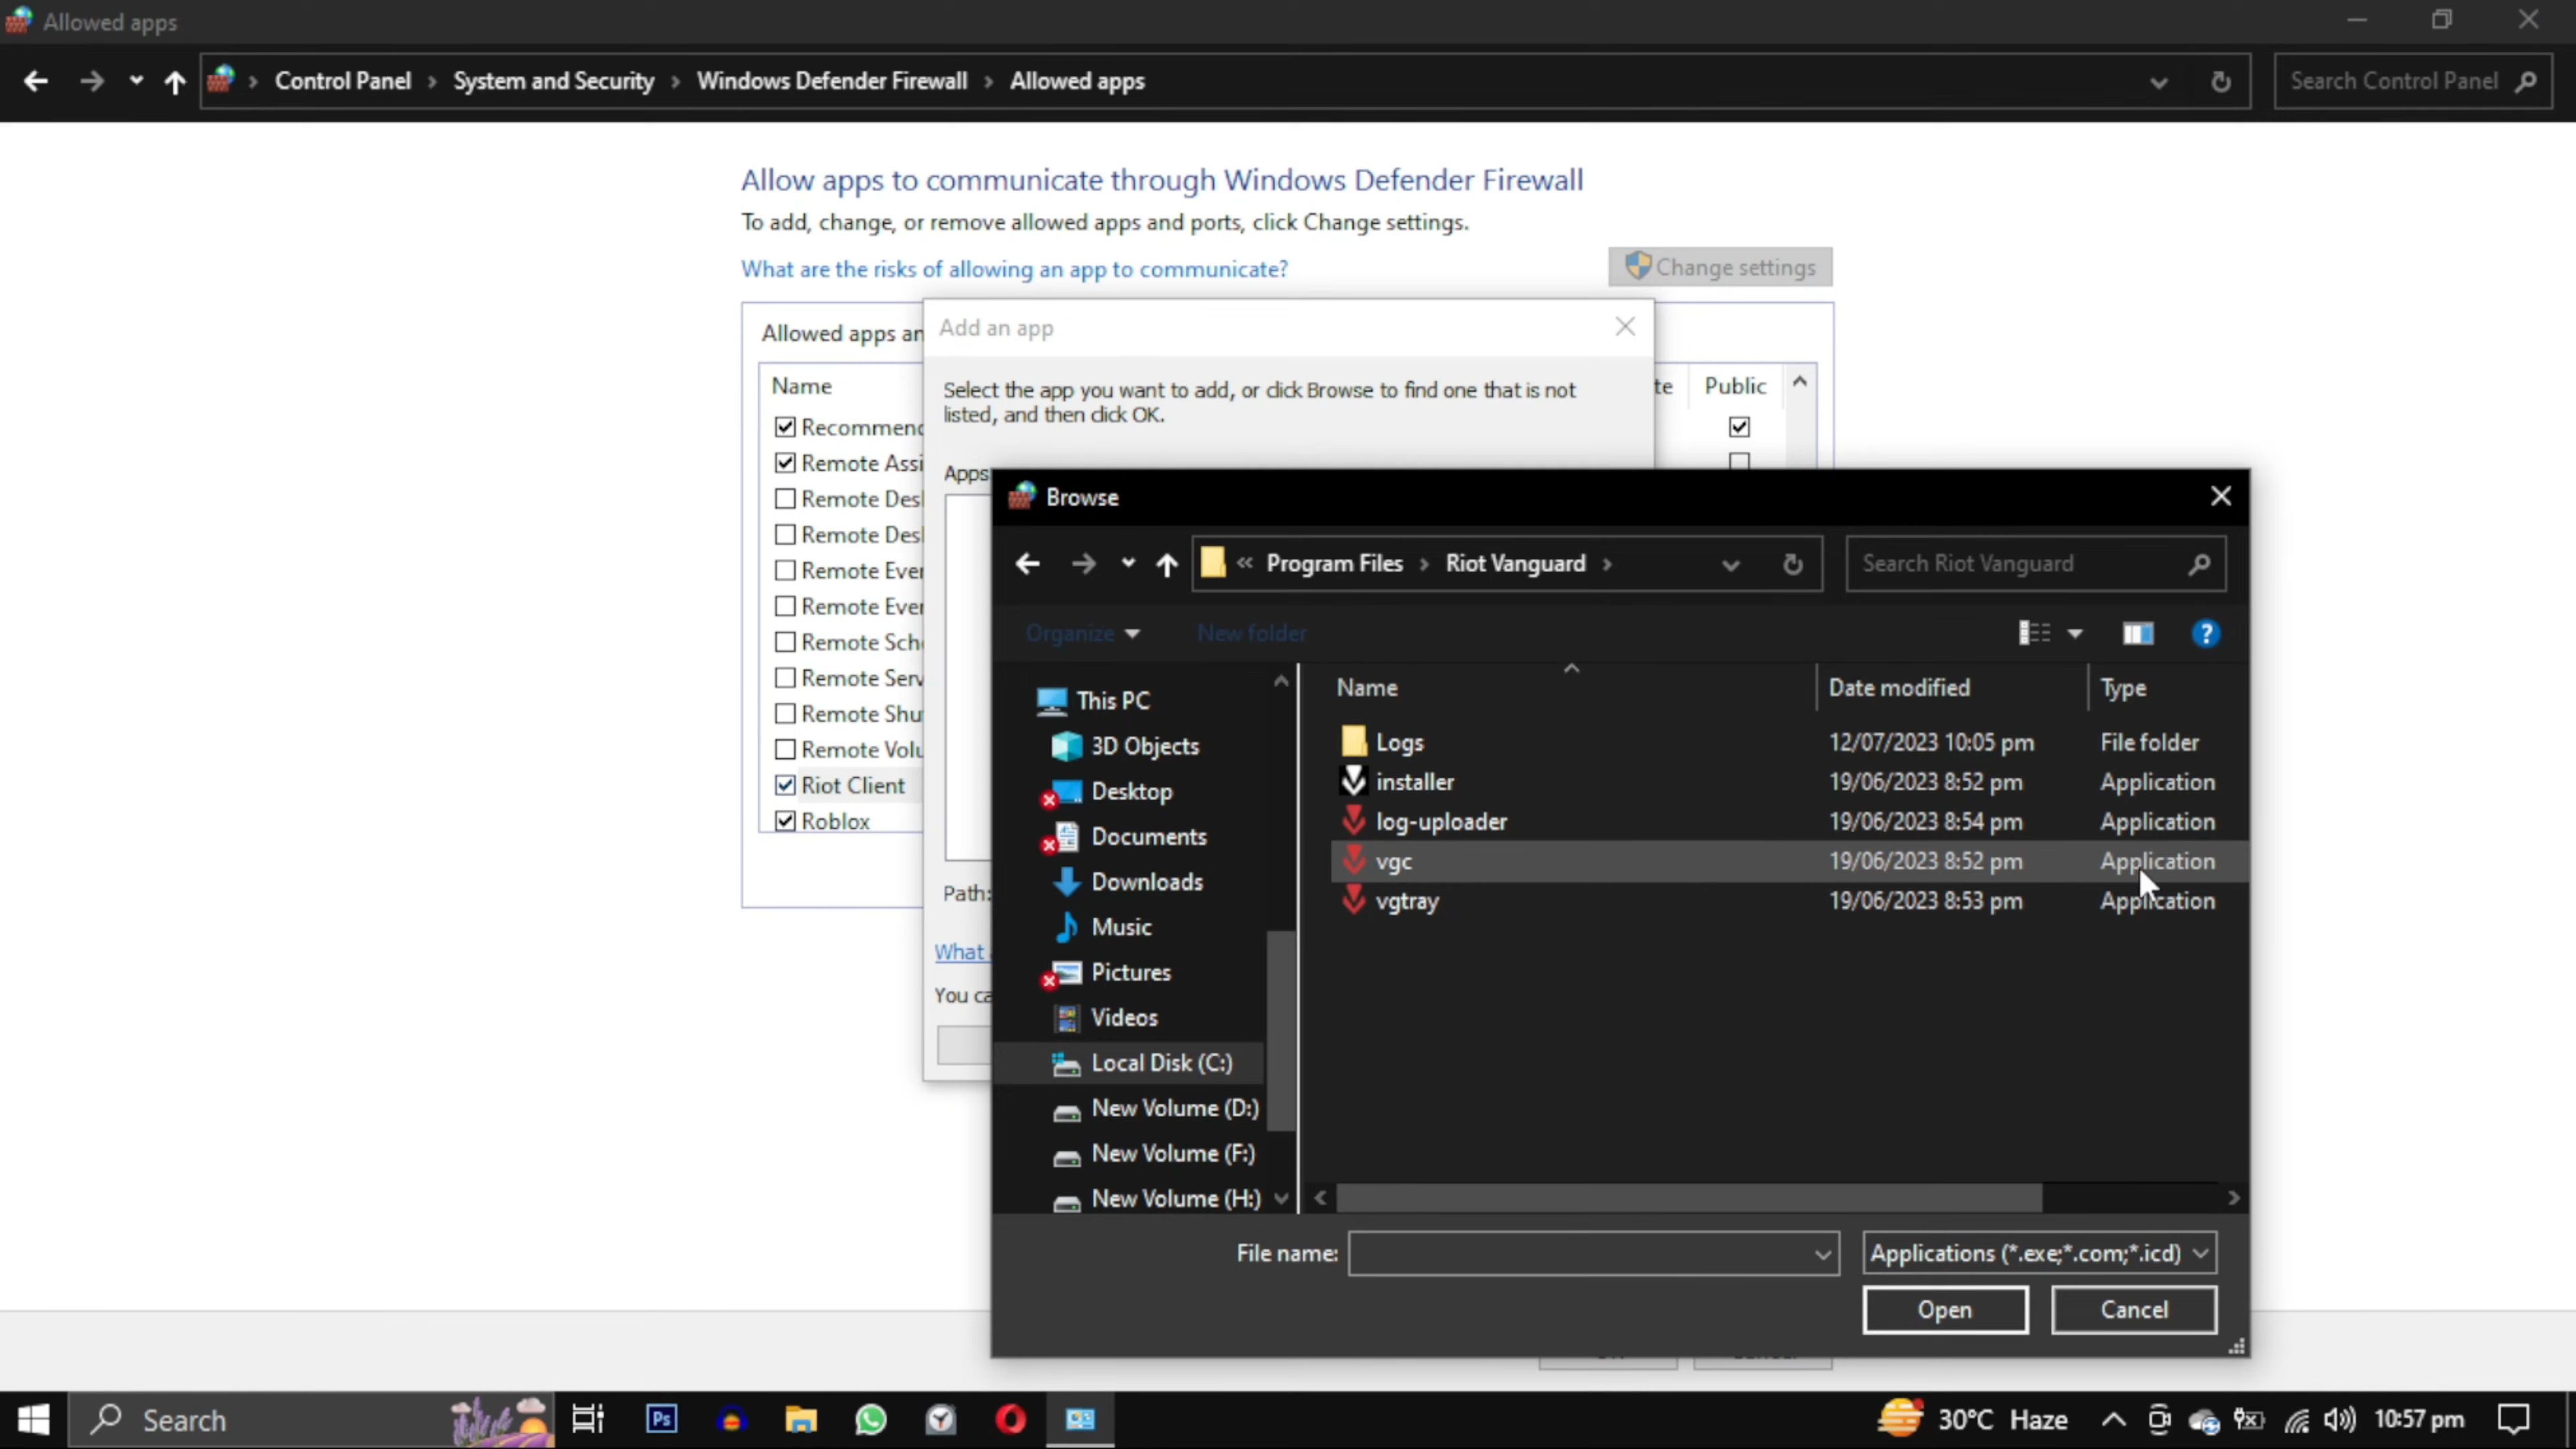 Allowed apps
Control Panel › System and Security › Windows Defender Firewall › Allowed apps
Search Control Panel
Allow apps to communicate through Windows Defender Firewall
To add, change, or remove allowed apps and ports, click Change settings.
What are the risks of allowing an app to communicate?
Change settings
Allowed apps an
Name
te
Public
Recommend
Remote Assi
Remote Des
Remote Des
Remote Ever
Remote Ever
Remote Sche
Remote Serv
Remote Shu
Remote Volu
Riot Client
Roblox
Add an app
Select the app you want to add, or click Browse to find one that is not
listed, and then click OK.
Apps
Path:
What a
You ca
Browse
« Program Files › Riot Vanguard ›
Search Riot Vanguard
Organize
New folder
This PC
3D Objects
Desktop
Documents
Downloads
Music
Pictures
Videos
Local Disk (C:)
New Volume (D:)
New Volume (F:)
New Volume (H:)
Name Date modified Type
Logs 12/07/2023 10:05 pm File folder
installer 19/06/2023 8:52 pm Application
log-uploader 19/06/2023 8:54 pm Application
vgc 19/06/2023 8:52 pm Application
vgtray 19/06/2023 8:53 pm Application
File name:
Applications (*.exe;*.com;*.icd)
Open
Cancel
Search
Ps
30°C Haze
10:57 pm